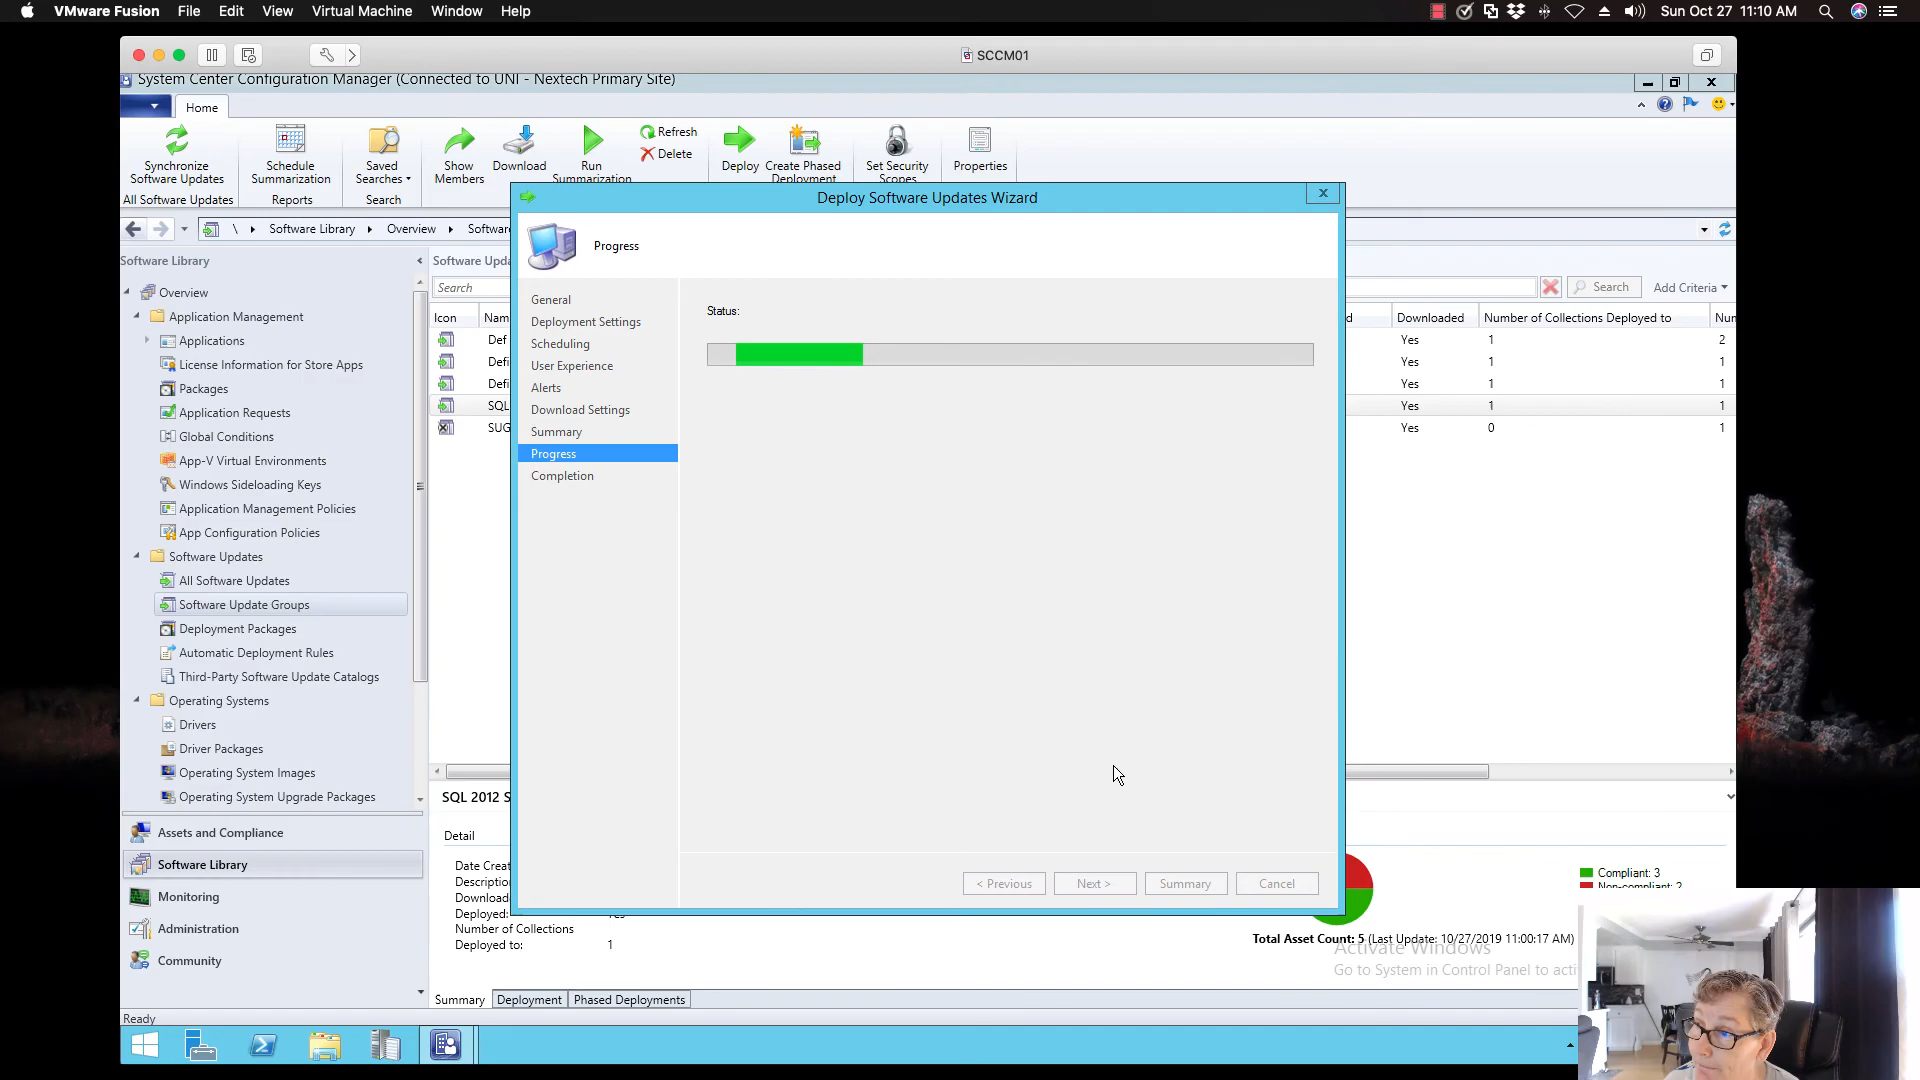 VMware Fusion File Edit View Virtual Machine Window Help Sun Oct 27 11:10 AM
SCCM01
System Center Configuration Manager (Connected to UNI - Nextech Primary Site)
Home
Synchronize Software Updates
Schedule Summarization
Saved Searches
Show Members
Download
Run Summarization
Refresh
Delete
Deploy
Create Phased Deployment
Set Security Scopes
Properties
All Software Updates Reports Search
\ Software Library Overview Softwar
Software Library
Overview
Application Management
Applications
License Information for Store Apps
Packages
Application Requests
Global Conditions
App-V Virtual Environments
Windows Sideloading Keys
Application Management Policies
App Configuration Policies
Software Updates
All Software Updates
Software Update Groups
Deployment Packages
Automatic Deployment Rules
Third-Party Software Update Catalogs
Operating Systems
Drivers
Driver Packages
Operating System Images
Operating System Upgrade Packages
Assets and Compliance
Software Library
Monitoring
Administration
Community
Ready
Software Upda
Search
Search Add Criteria
Icon Nam d Downloaded Number of Collections Deployed to Num
Def Yes 1 2
Defi Yes 1 1
Defi Yes 1 1
SQL Yes 1 1
SUG Yes 0 1
Deploy Software Updates Wizard
Progress
General
Deployment Settings
Scheduling
User Experience
Alerts
Download Settings
Summary
Progress
Completion
Status:
< Previous Next > Summary Cancel
SQL 2012 S
Detail
Date Creat
Description
Downloade
Deployed: Yes
Number of Collections
Deployed to: 1
Compliant: 3
Non-compliant: 2
Total Asset Count: 5 (Last Update: 10/27/2019 11:00:17 AM)
Activate Windows
Go to System in Control Panel to acti
Summary Deployment Phased Deployments